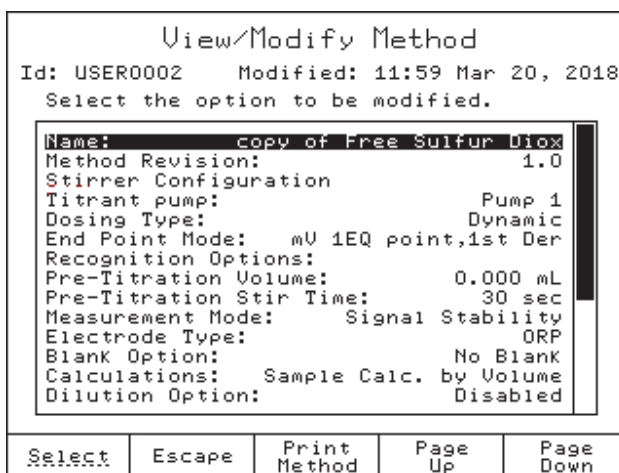 View/Modify Method
Id: USER0002 Modified: 11:59 Mar 20, 2018
Select the option to be modified.
Name: copy of Free Sulfur Diox
Method Revision: 1.0
Stirrer Configuration
Titrant pump: Pump 1
Dosing Type: Dynamic
End Point Mode: mV 1EQ point,1st Der
Recognition Options:
Pre-Titration Volume: 0.000 mL
Pre-Titration Stir Time: 30 sec
Measurement Mode: Signal Stability
Electrode Type: ORP
Blank Option: No Blank
Calculations: Sample Calc. by Volume
Dilution Option: Disabled
Select Escape Print Method Page Up Page Down